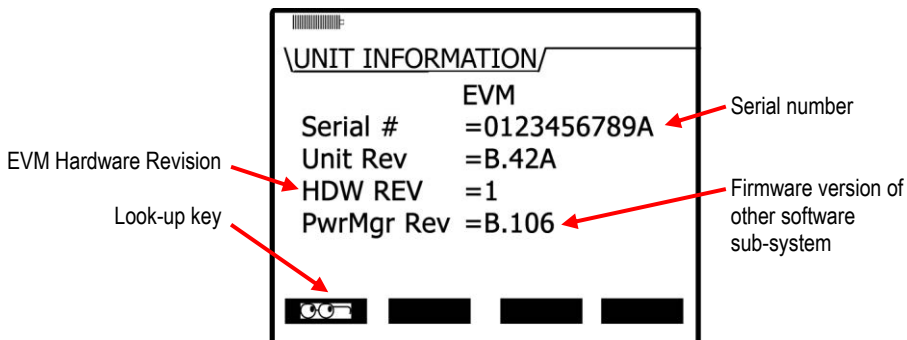 UNIT INFORMATION
EVM
Serial # =0123456789A
Unit Rev =B.42A
HDW REV =1
PwrMgr Rev =B.106
Serial number
EVM Hardware Revision
Look-up key
Firmware version of
other software
sub-system